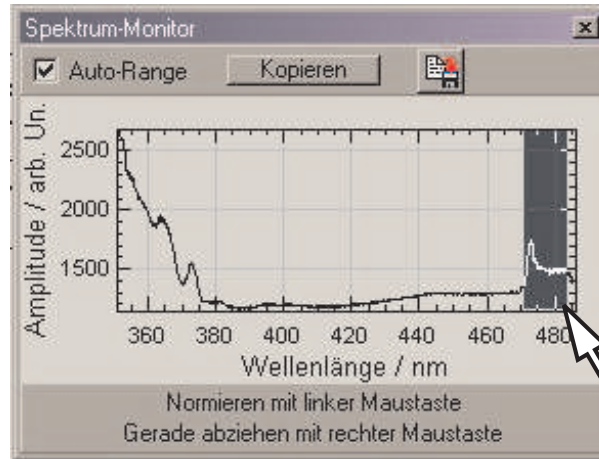 Spektrum-Monitor
Auto-Range Kopieren
Amplitude / arb. Un.
2500
2000
1500
360 380 400 420 440 460 480
Wellenlänge / nm
Normieren mit linker Maustaste
Gerade abziehen mit rechter Maustaste